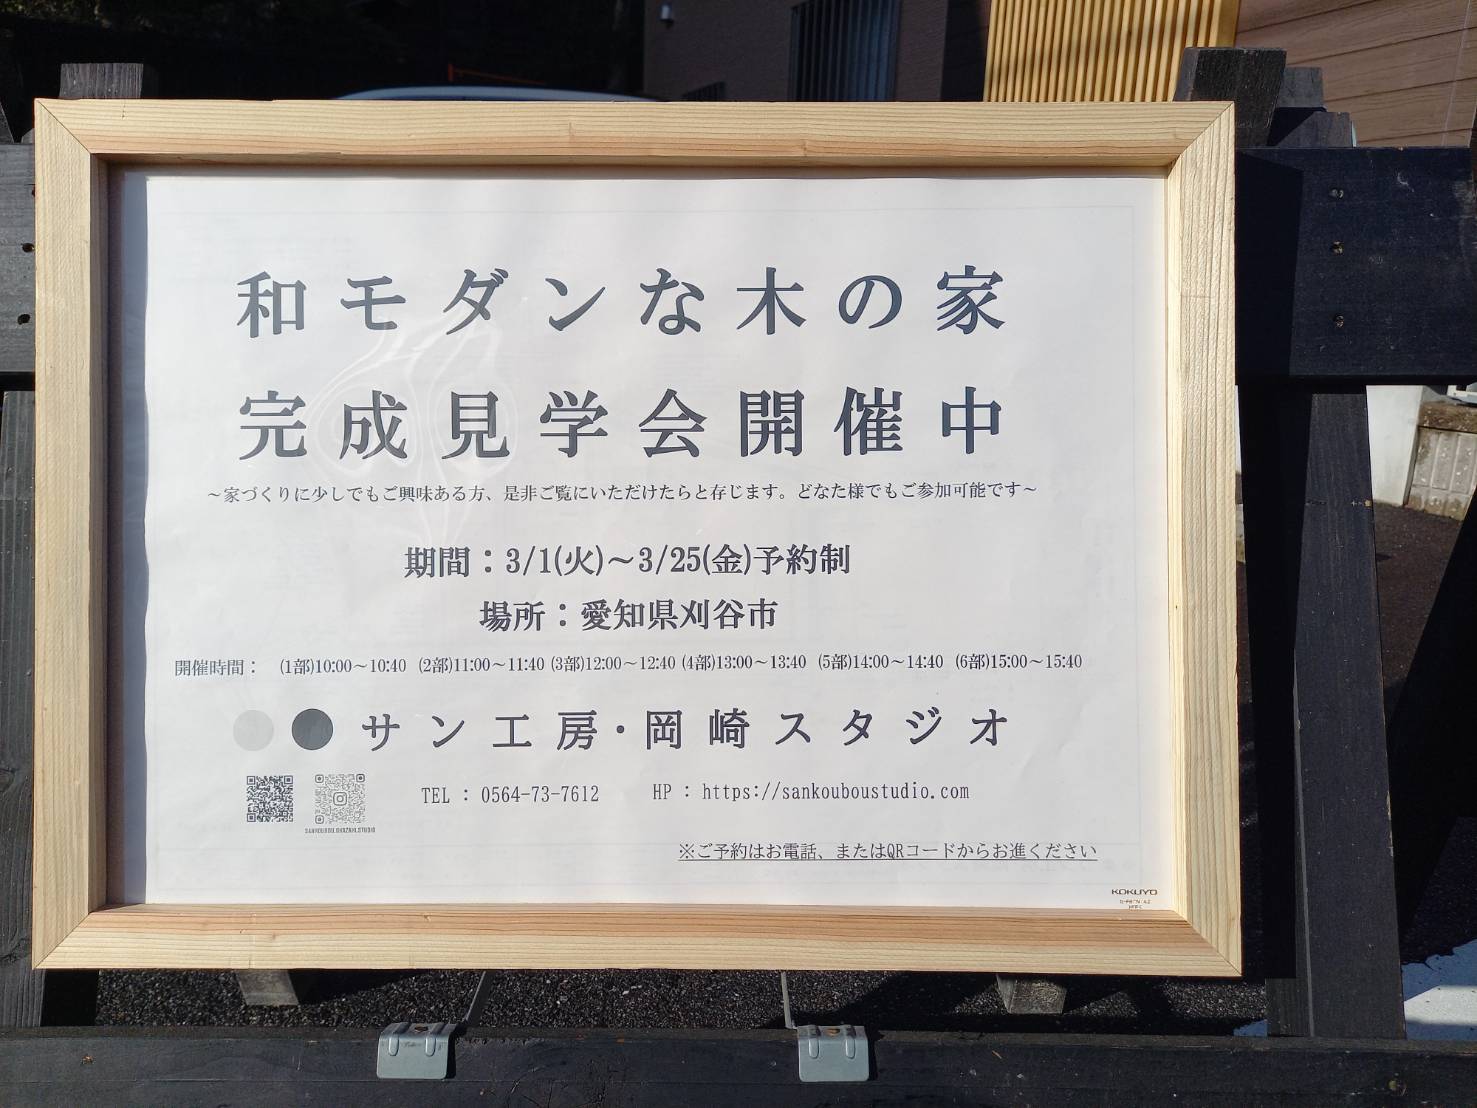 和モダンな木の家
完成見学会開催中
～家づくりに少しでもご興味ある方、是非ご覧にいただけたらと存じます。どなた様でもご参加可能です～
期間：3/1(火)～3/25(金)予約制
場所：愛知県刈谷市
開催時間： (1部)10:00～10:40 (2部)11:00～11:40 (3部)12:00～12:40 (4部)13:00～13:40 (5部)14:00～14:40 (6部)15:00～15:40
サン工房・岡崎スタジオ
TEL : 0564-73-7612 HP : https://sankouboustudio.com
SANKOUBOU.OKAZAKI.STUDIO
※ご予約はお電話、またはQRコードからお進ください
KOKUYO